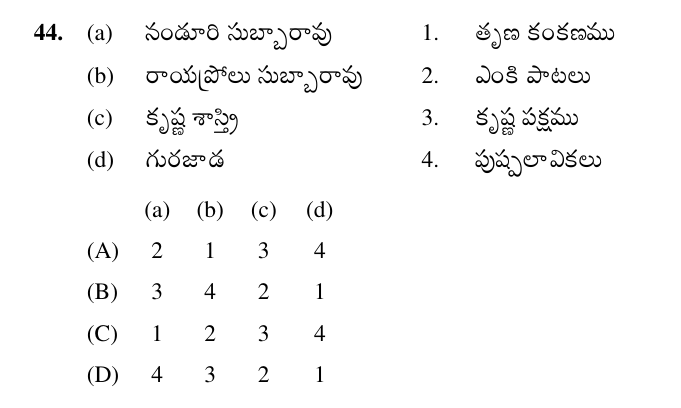 44. (a) నండూరి సుబ్బారావు 1. తృణ కంకణము
(b) రాయప్రోలు సుబ్బారావు 2. ఎంకి పాటలు
(c) కృష్ణ శాస్త్రి 3. కృష్ణ పక్షము
(d) గురజాడ 4. పుష్పలావికలు
(a) (b) (c) (d)
(A) 2 1 3 4
(B) 3 4 2 1
(C) 1 2 3 4
(D) 4 3 2 1